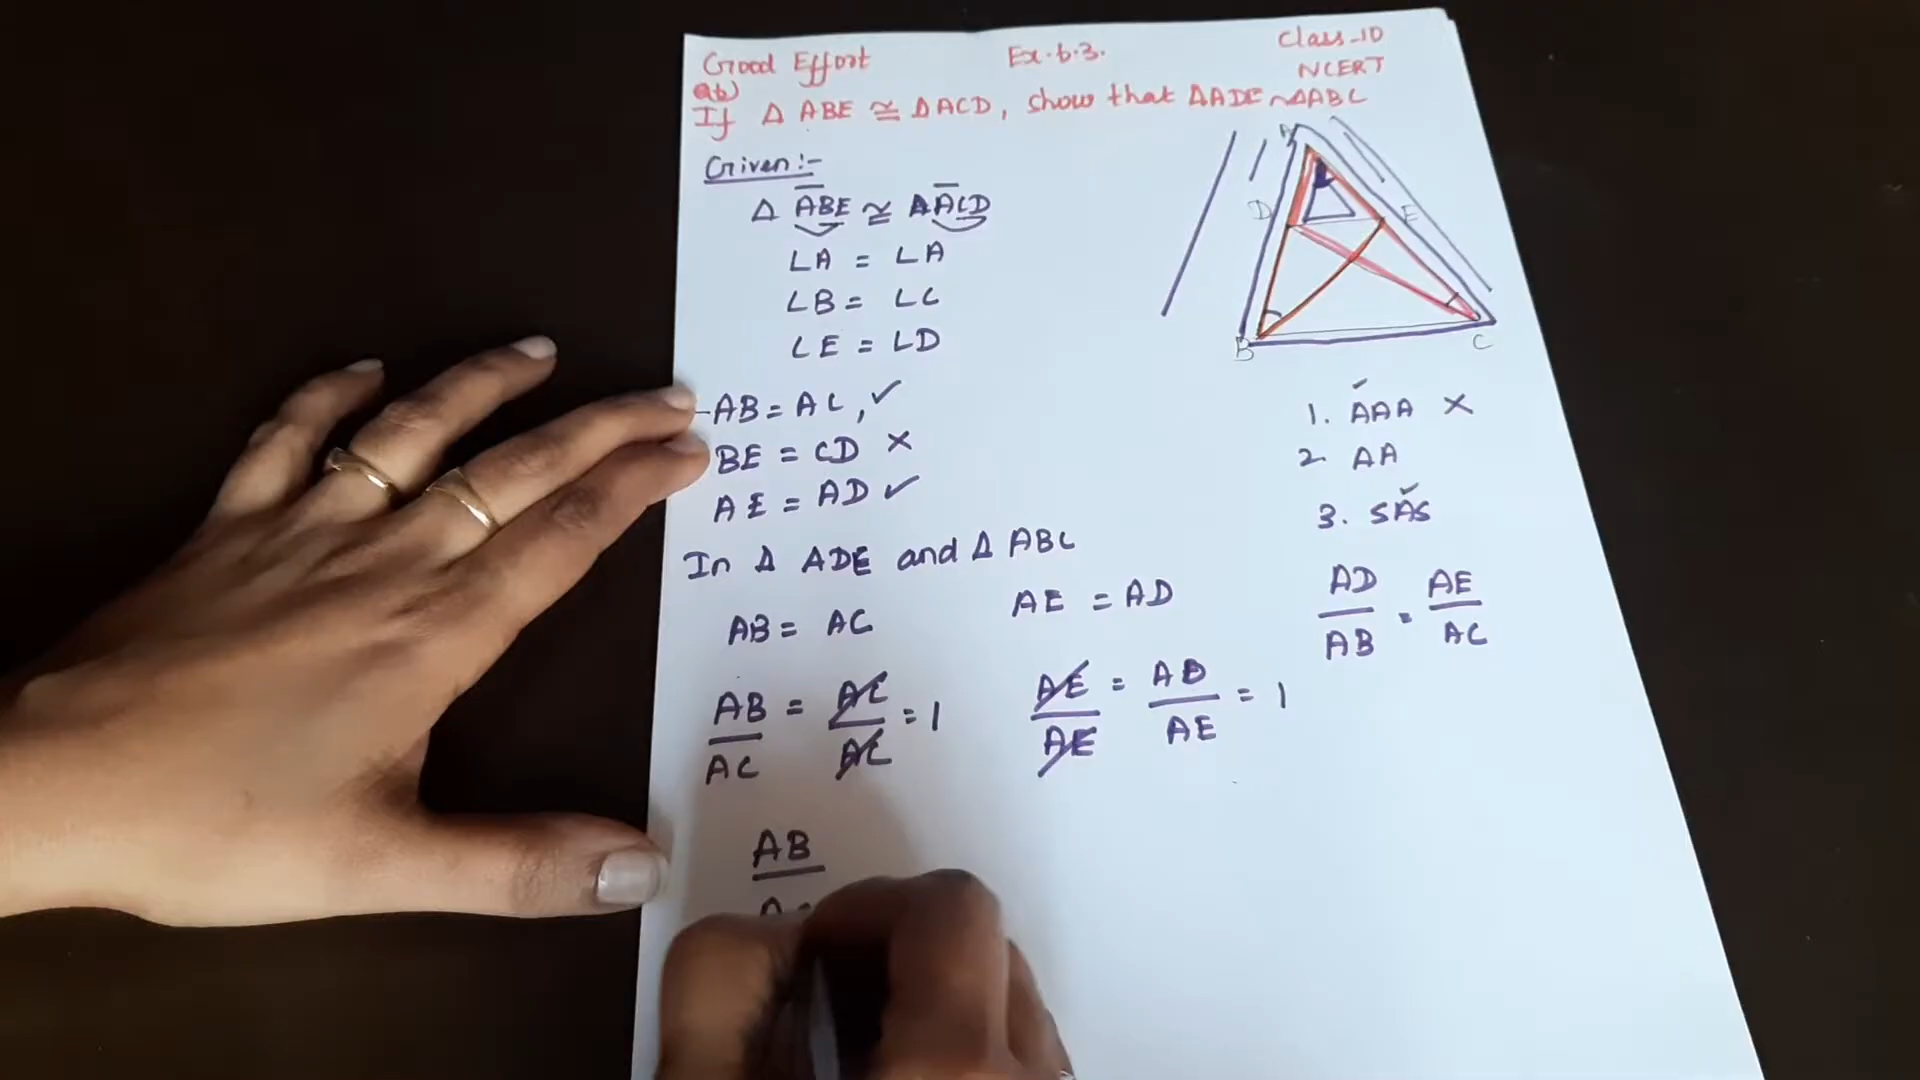 Good Effort Ex. 6.3. Class-10
NCERT
Q6)
If Δ ABE ≅ Δ ACD, show that ΔADE ~ ΔABC
Given :-
Δ ABE ≅ Δ ACD
∠A = ∠A
∠B = ∠C
∠E = ∠D
AB = AC, ✓
BE = CD ×
AE = AD ✓
A
D
E
B
C
1. AAA ×
2. AA
3. SAS
In Δ ADE and Δ ABC
AB = AC
AE = AD
AD/AB = AE/AC
AB/AC = AC/AC = 1
AE/AE = AD/AE = 1
AB